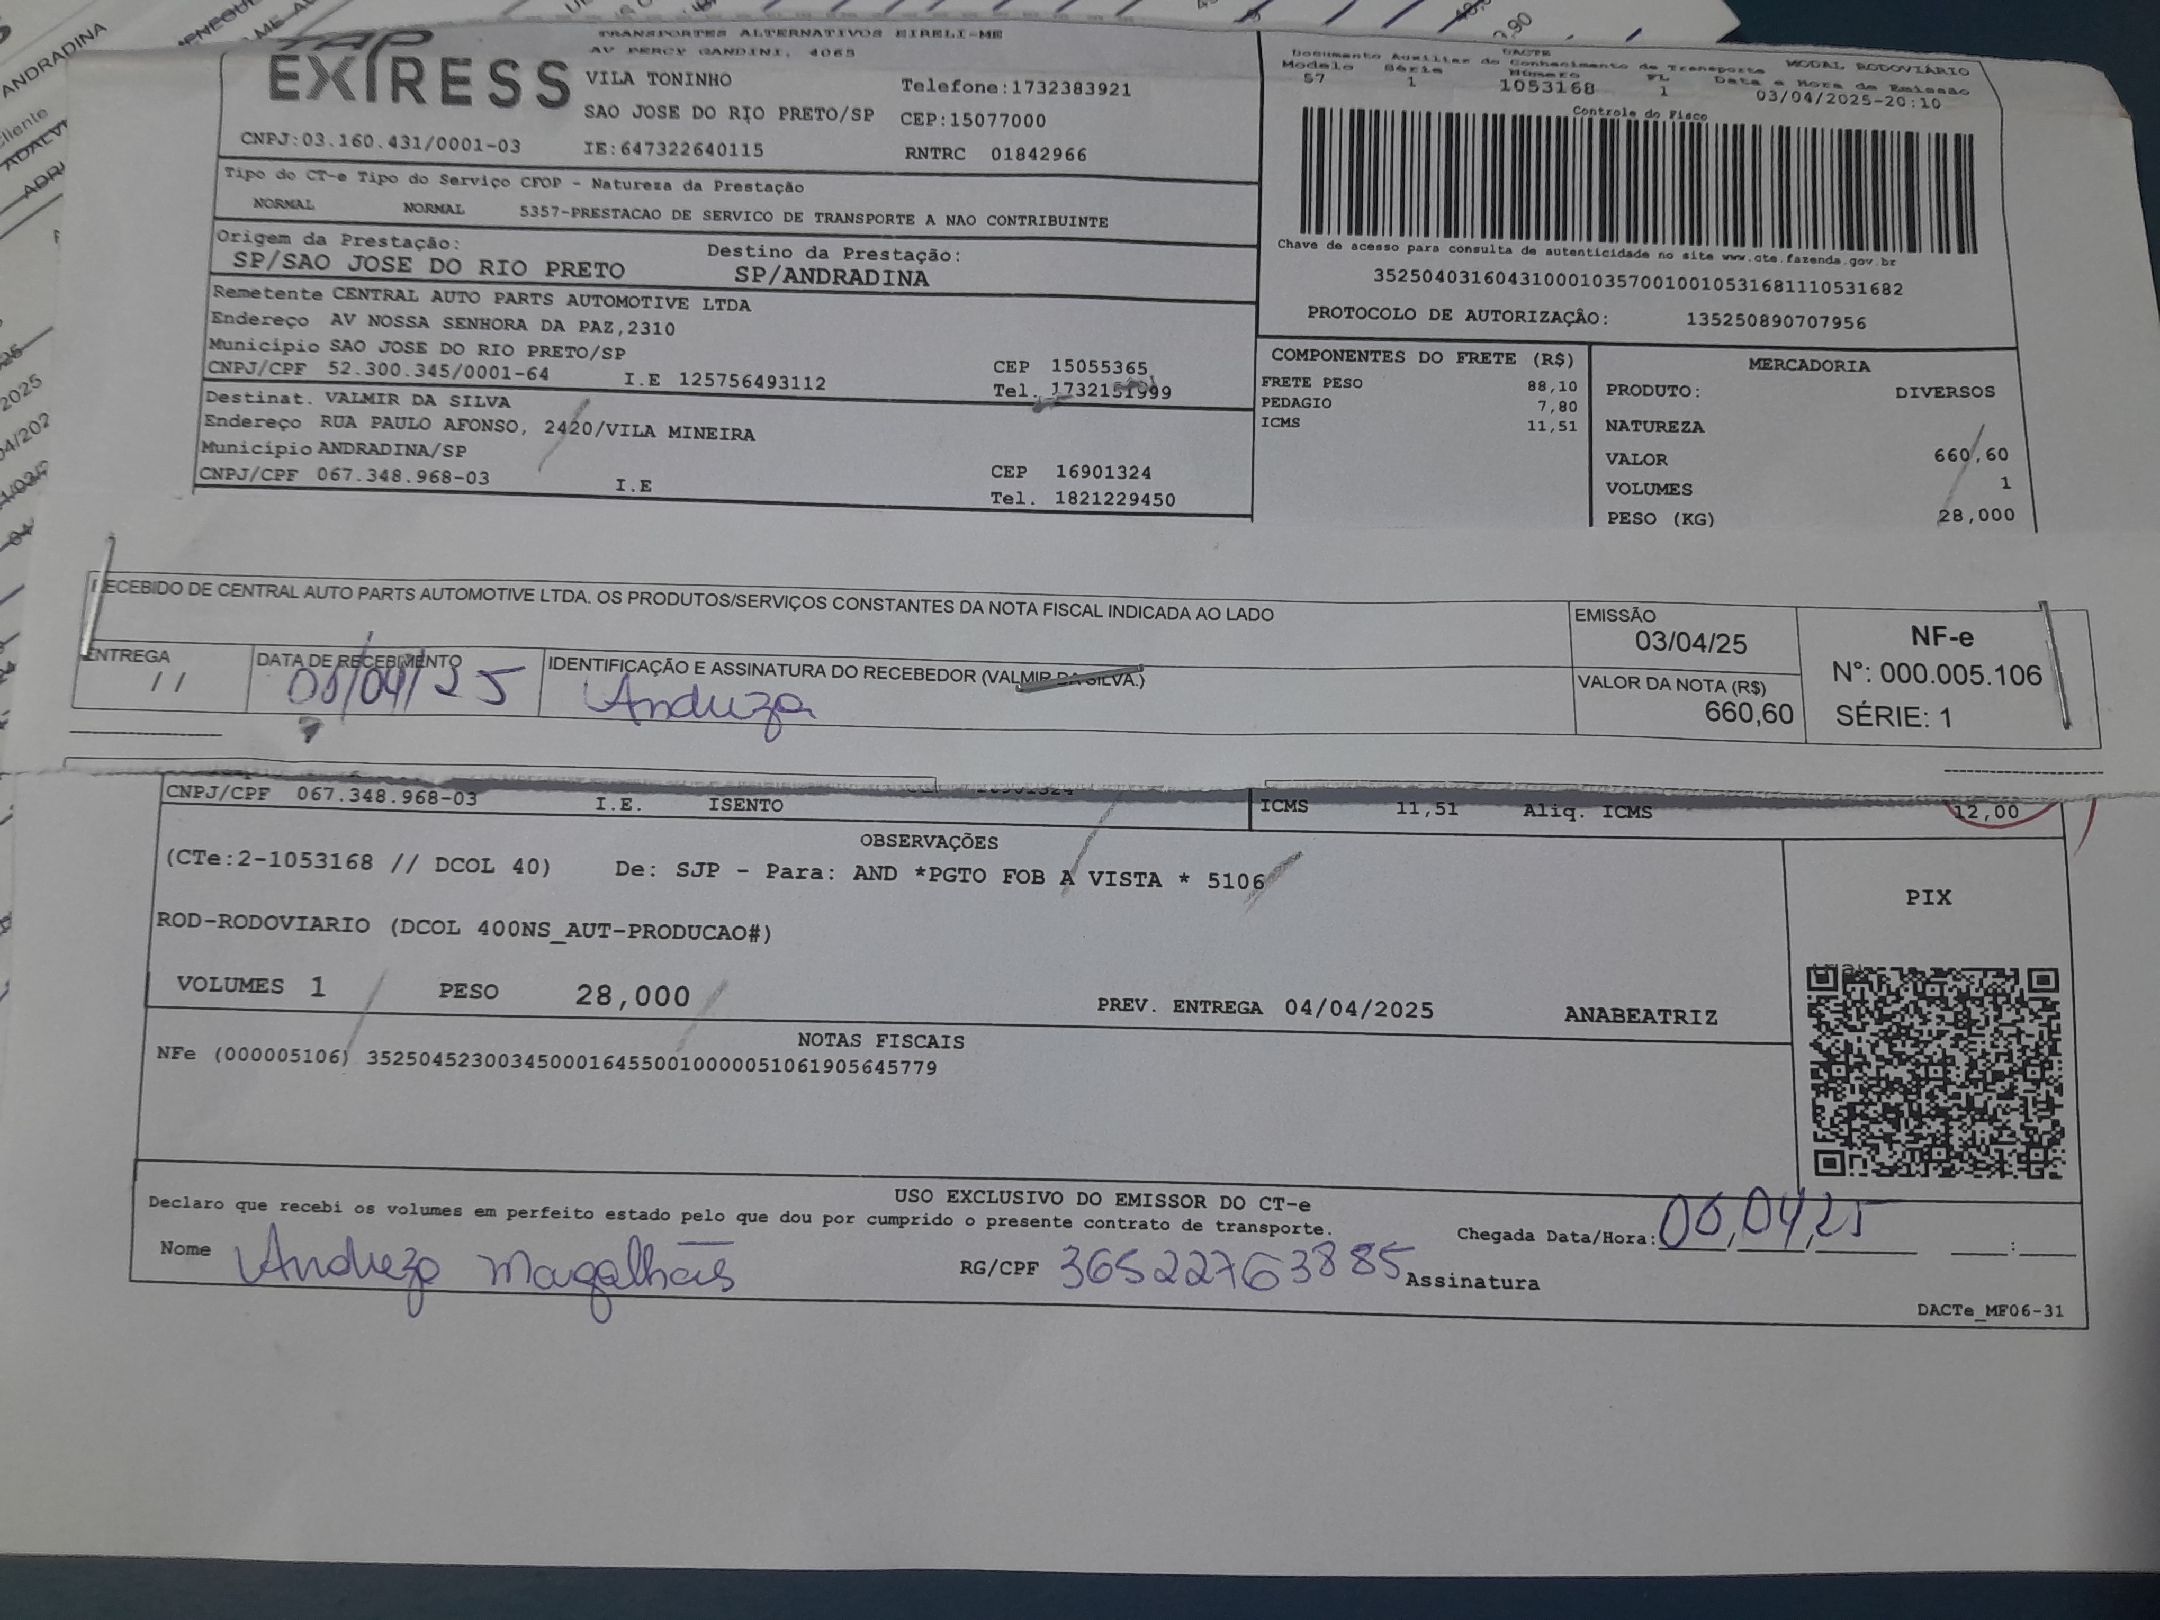 TAP
EXPRESS
TRANSPORTES ALTERNATIVOS EIRELI-ME
AV PERCY GANDINI, 4065
VILA TONINHO
Telefone:1732383921
SAO JOSE DO RIO PRETO/SP
CEP:15077000
CNPJ:03.160.431/0001-03
IE:647322640115
RNTRC 01842966
DACTE
MODAL RODOVIÁRIO
Documento Auxiliar do Conhecimento de Transporte
Modelo Série Número FL Data e Hora de Emissão
57 1 1053168 1 03/04/2025-20:10
Controle do Fisco
Chave de acesso para consulta de autenticidade no site www.cte.fazenda.gov.br
35250403160431000103570010010531681110531682
PROTOCOLO DE AUTORIZAÇÃO: 135250890707956
Tipo do CT-e Tipo do Serviço CFOP - Natureza da Prestação
NORMAL NORMAL 5357-PRESTACAO DE SERVICO DE TRANSPORTE A NAO CONTRIBUINTE
Origem da Prestação: Destino da Prestação:
SP/SAO JOSE DO RIO PRETO SP/ANDRADINA
Remetente CENTRAL AUTO PARTS AUTOMOTIVE LTDA
Endereço AV NOSSA SENHORA DA PAZ,2310
Município SAO JOSE DO RIO PRETO/SP
CEP 15055365
CNPJ/CPF 52.300.345/0001-64 I.E 125756493112
Tel. 1732151999
Destinat. VALMIR DA SILVA
Endereço RUA PAULO AFONSO, 2420/VILA MINEIRA
Município ANDRADINA/SP
CEP 16901324
CNPJ/CPF 067.348.968-03 I.E
Tel. 1821229450
COMPONENTES DO FRETE (R$)
FRETE PESO 88,10
PEDAGIO 7,80
ICMS 11,51
MERCADORIA
PRODUTO: DIVERSOS
NATUREZA
VALOR 660,60
VOLUMES 1
PESO (KG) 28,000
RECEBIDO DE CENTRAL AUTO PARTS AUTOMOTIVE LTDA. OS PRODUTOS/SERVIÇOS CONSTANTES DA NOTA FISCAL INDICADA AO LADO
EMISSÃO
03/04/25
NF-e
Nº: 000.005.106
SÉRIE: 1
ENTREGA
/ /
DATA DE RECEBIMENTO
IDENTIFICAÇÃO E ASSINATURA DO RECEBEDOR (VALMIR DA SILVA.)
Andreza
VALOR DA NOTA (R$)
660,60
CNPJ/CPF 067.348.968-03 I.E. ISENTO
ICMS 11,51 Aliq. ICMS 12,00
OBSERVAÇÕES
(CTe:2-1053168 // DCOL 40) De: SJP - Para: AND *PGTO FOB A VISTA * 5106
ROD-RODOVIARIO (DCOL 400NS_AUT-PRODUCAO#)
VOLUMES 1 PESO 28,000
PREV. ENTREGA 04/04/2025 ANABEATRIZ
PIX
NOTAS FISCAIS
NFe (000005106) 35250452300345000164550010000051061905645779
USO EXCLUSIVO DO EMISSOR DO CT-e
Declaro que recebi os volumes em perfeito estado pelo que dou por cumprido o presente contrato de transporte.
Chegada Data/Hora: :
Nome Andreza Magalhães
RG/CPF 36522763885 Assinatura
DACTe_MF06-31